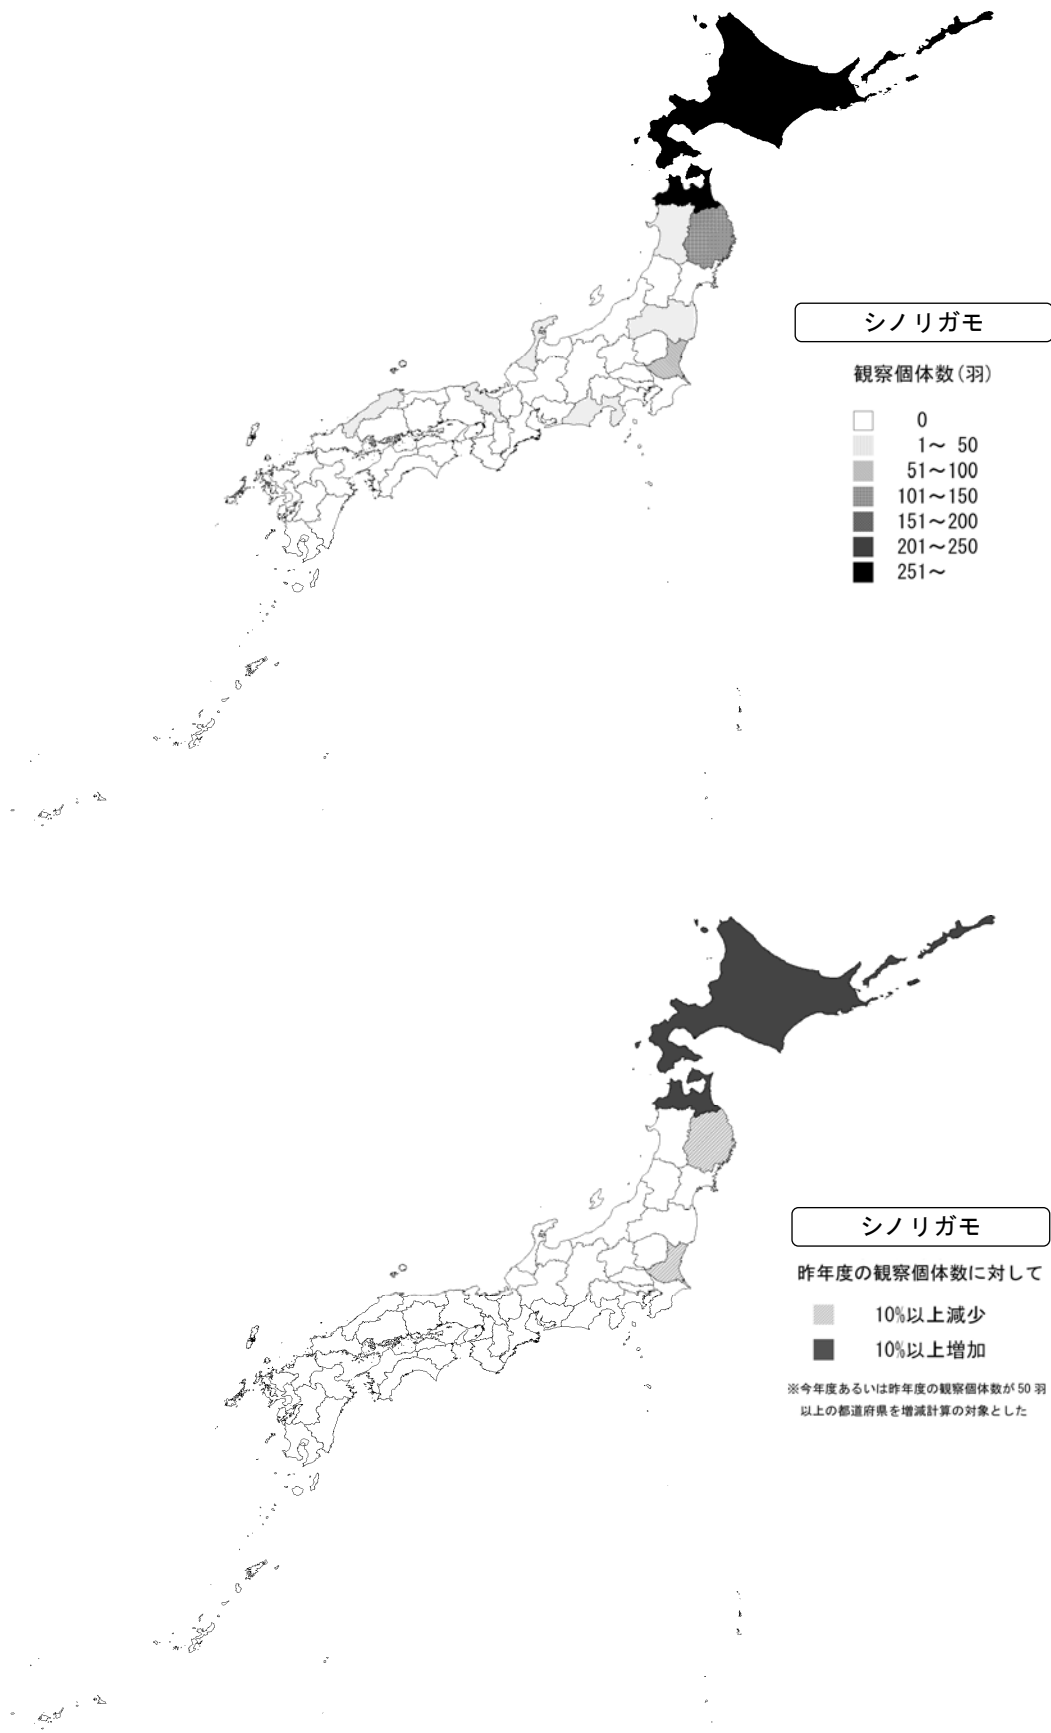 シノリガモ
観察個体数(羽)
0
1～ 50
51～100
101～150
151～200
201～250
251～
シノリガモ
昨年度の観察個体数に対して
10%以上減少
10%以上増加
※今年度あるいは昨年度の観察個体数が 50 羽
以上の都道府県を増減計算の対象とした